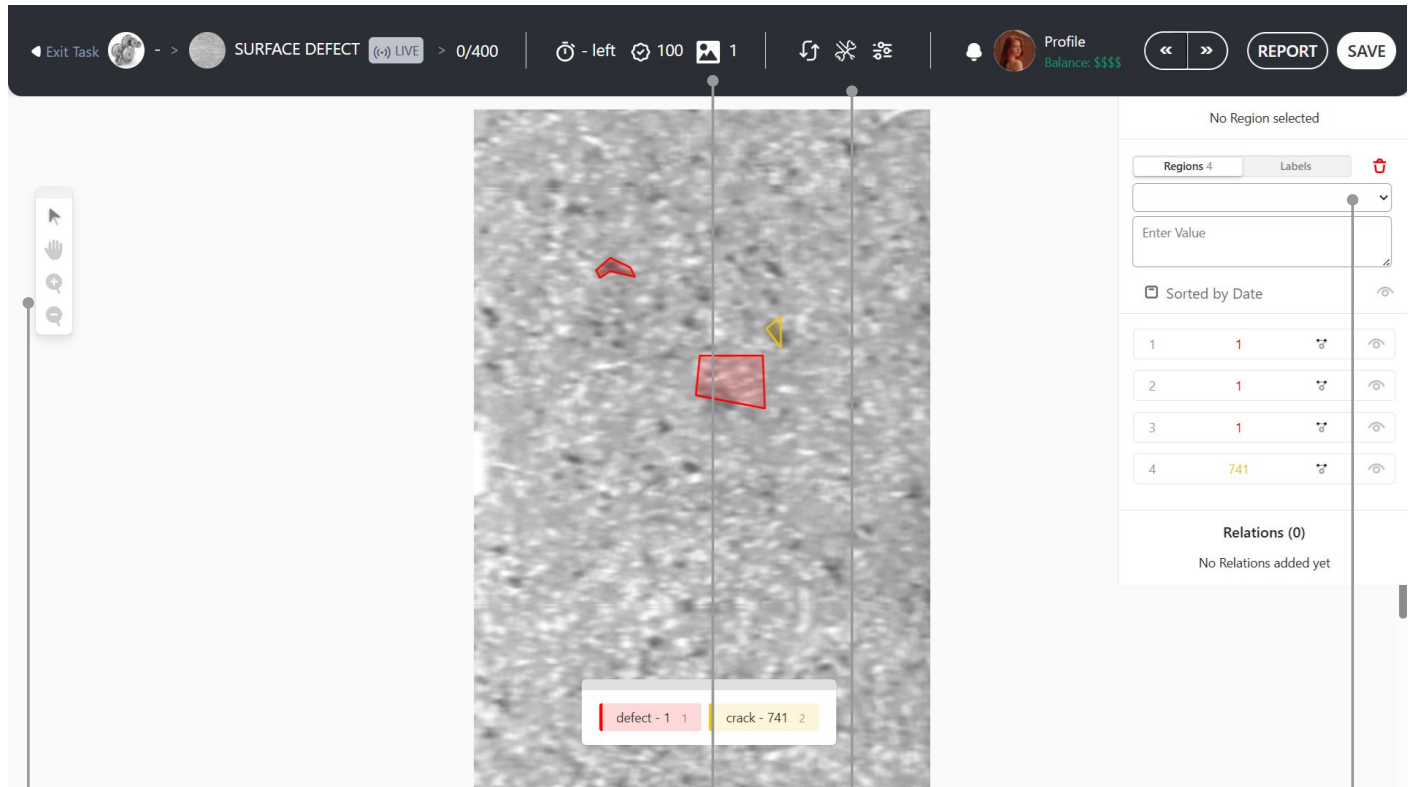 Exit Task - > SURFACE DEFECT LIVE > 0/400 - left 100 1 Profile « » REPORT SAVE
Balance: $$$$
No Region selected
Regions 4 Labels
Enter Value
Sorted by Date
1 1
2 1
3 1
4 741
Relations (0)
No Relations added yet
defect - 1 1 crack - 741 2